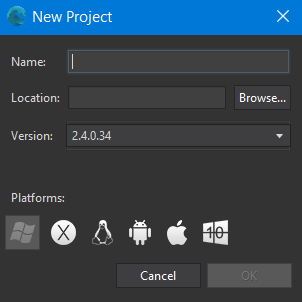 New Project
Name:
Location:
Browse...
Version:
2.4.0.34
Platforms:
X
10
Cancel
OK